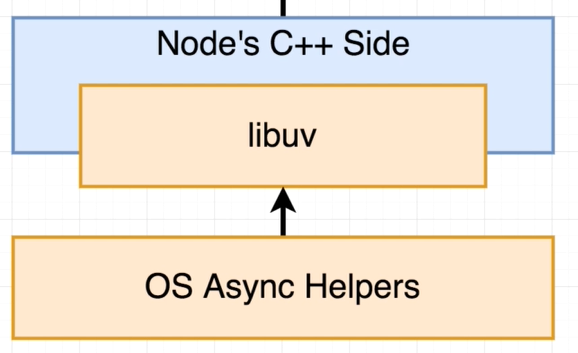 Node's C++ Side
libuv
OS Async Helpers